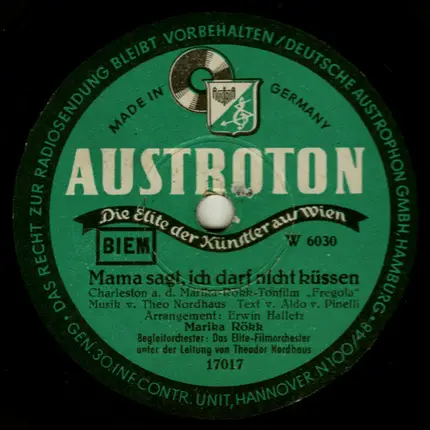 DAS RECHT ZUR RADIOSENDUNG BLEIBT VORBEHALTEN / DEUTSCHE AUSTROPHON GMBH. HAMBURG
MADE IN GERMANY
AUSTROTON
Die Elite der Künstler aus Wien
BIEM
W 6030
Mama sagt, ich darf nicht küssen
Charleston a. d. Marika-Rökk-Tonfilm „Fregola"
Musik v. Theo Nordhaus Text v. Aldo v. Pinelli
Arrangement: Erwin Halletz
Marika Rökk
Begleitorchester: Das Elite-Filmorchester
unter der Leitung von Theodor Nordhaus
17017
GEN. 30. INF. CONTR. UNIT, HANNOVER N 100/48